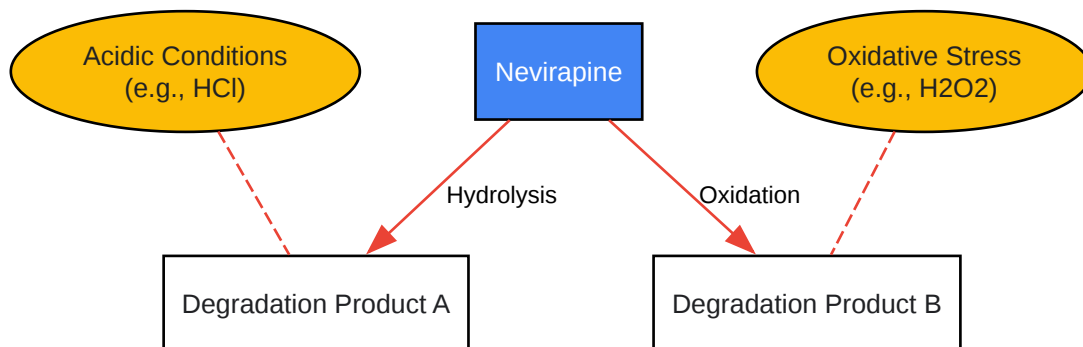 Acidic Conditions
(e.g., HCl)
Nevirapine
Oxidative Stress
(e.g., H2O2)
Hydrolysis
Oxidation
Degradation Product A
Degradation Product B